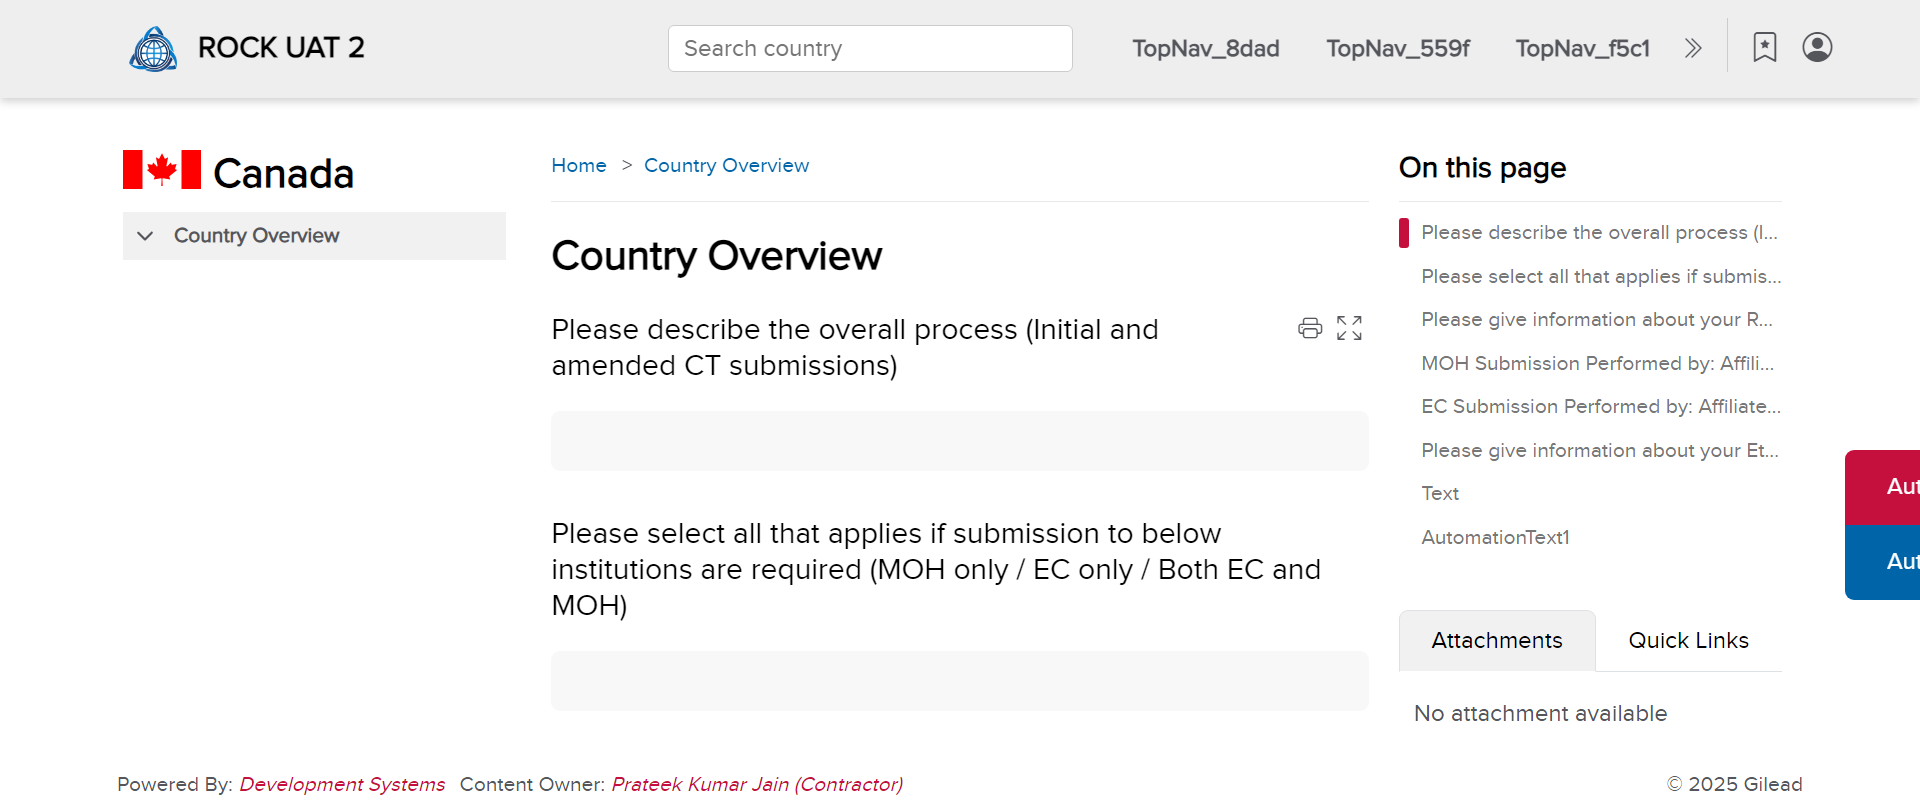 ROCK UAT 2
Search country
TopNav_8dad
TopNav_559f
TopNav_f5c1
Canada
Country Overview
Home > Country Overview
Country Overview
Please describe the overall process (Initial and
amended CT submissions)
Please select all that applies if submission to below
institutions are required (MOH only / EC only / Both EC and
MOH)
On this page
Please describe the overall process (I...
Please select all that applies if submis...
Please give information about your R...
MOH Submission Performed by: Affili...
EC Submission Performed by: Affiliate...
Please give information about your Et...
Text
AutomationText1
Attachments
Quick Links
No attachment available
Aut
Aut
Powered By: Development Systems Content Owner: Prateek Kumar Jain (Contractor)
© 2025 Gilead